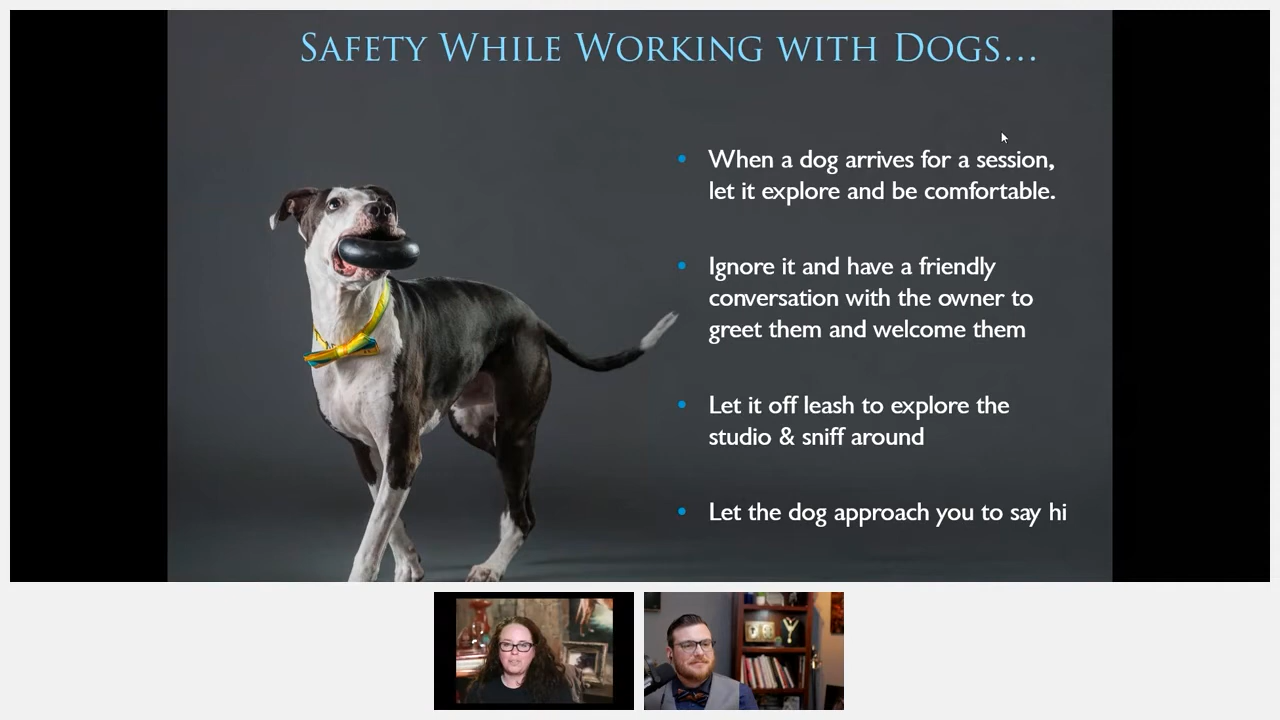 SAFETY WHILE WORKING WITH DOGS...
• When a dog arrives for a session,
let it explore and be comfortable.
• Ignore it and have a friendly
conversation with the owner to
greet them and welcome them
• Let it off leash to explore the
studio & sniff around
• Let the dog approach you to say hi